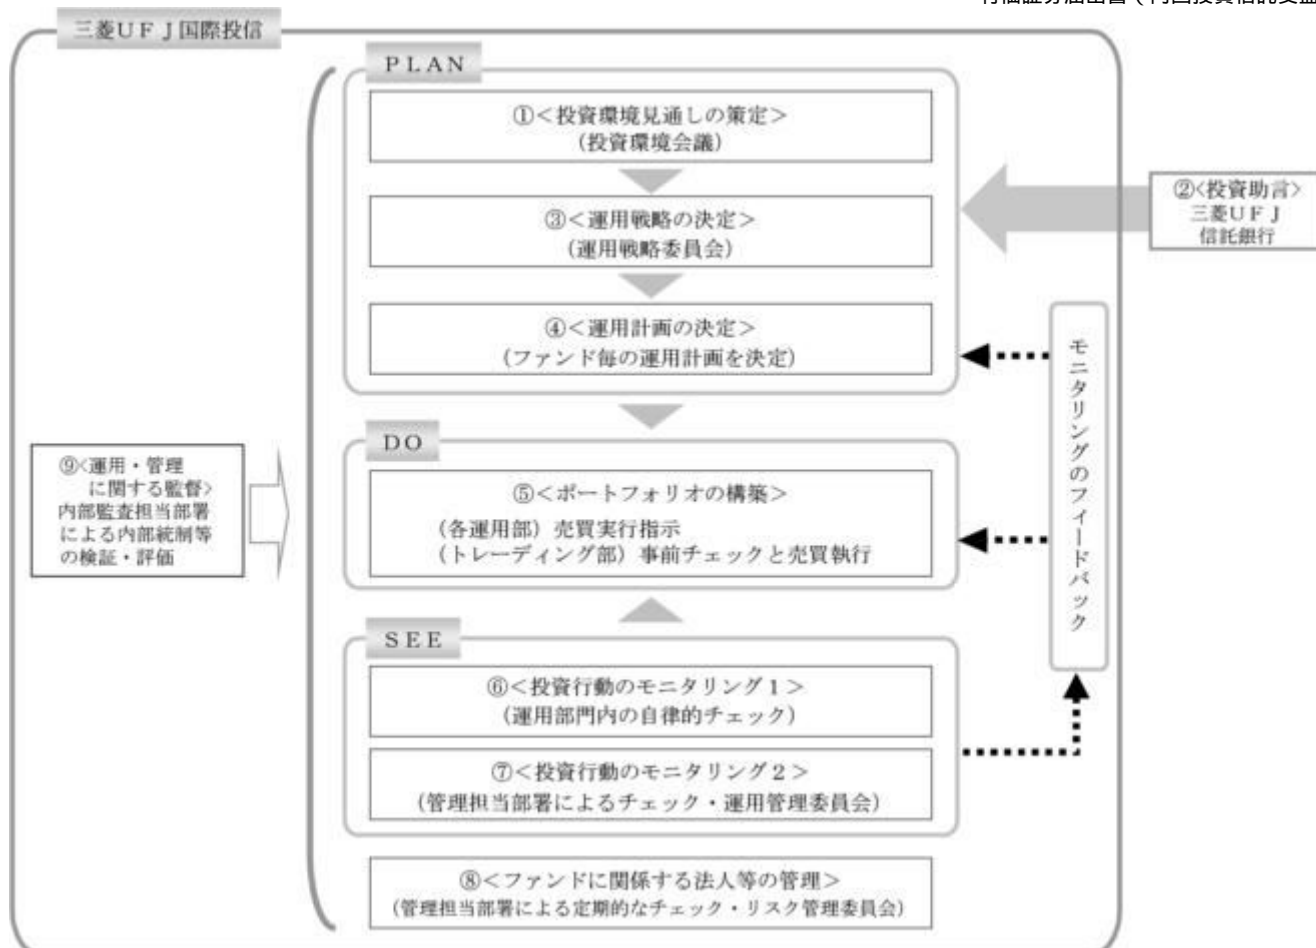 三菱UFJ国際投信
PLAN
①＜投資環境見通しの策定＞
（投資環境会議）
②＜投資助言＞
三菱UFJ
信託銀行
③＜運用戦略の決定＞
（運用戦略委員会）
④＜運用計画の決定＞
（ファンド毎の運用計画を決定）
モニタリングのフィードバック
DO
⑤＜ポートフォリオの構築＞
（各運用部）売買実行指示
（トレーディング部）事前チェックと売買執行
⑨＜運用・管理
に関する監督＞
内部監査担当部署
による内部統制等
の検証・評価
SEE
⑥＜投資行動のモニタリング１＞
（運用部門内の自律的チェック）
⑦＜投資行動のモニタリング２＞
（管理担当部署によるチェック・運用管理委員会）
⑧＜ファンドに関係する法人等の管理＞
（管理担当部署による定期的なチェック・リスク管理委員会）